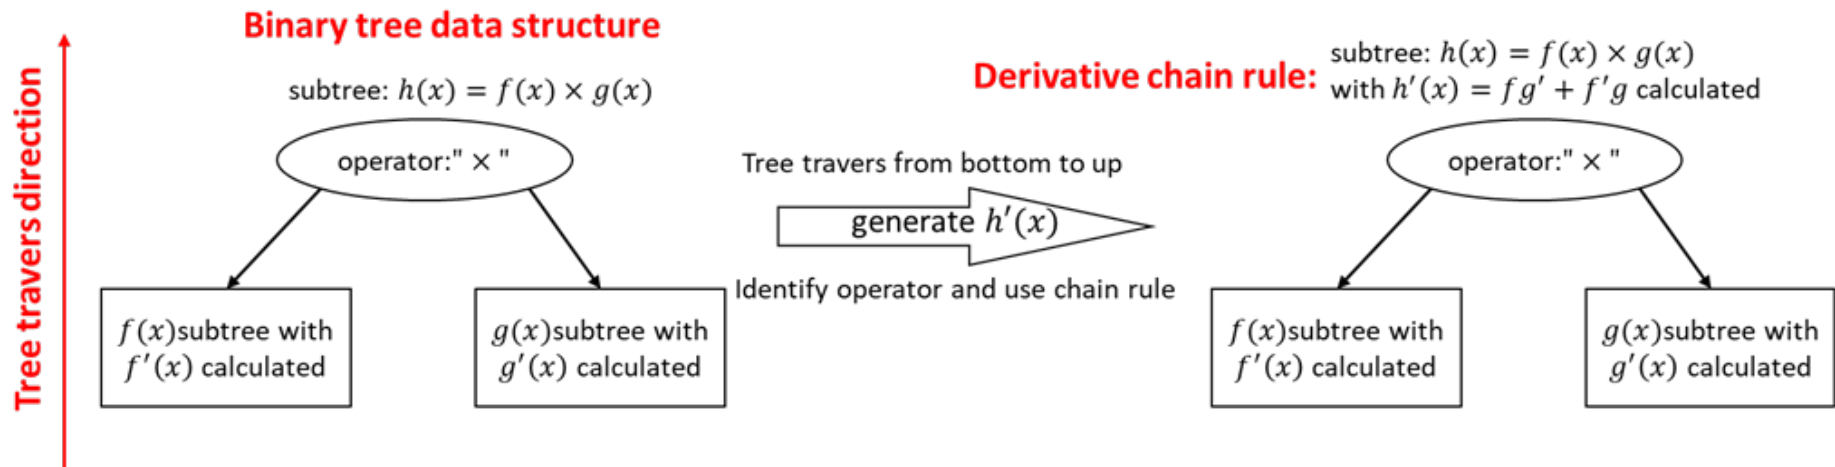 Binary tree data structure
Tree travers direction
subtree: h(x) = f(x) × g(x)
operator:" × "
f(x)subtree with
f′(x) calculated
g(x)subtree with
g′(x) calculated
Tree travers from bottom to up
generate h′(x)
Identify operator and use chain rule
Derivative chain rule:
subtree: h(x) = f(x) × g(x)
with h′(x) = fg′ + f′g calculated
operator:" × "
f(x)subtree with
f′(x) calculated
g(x)subtree with
g′(x) calculated